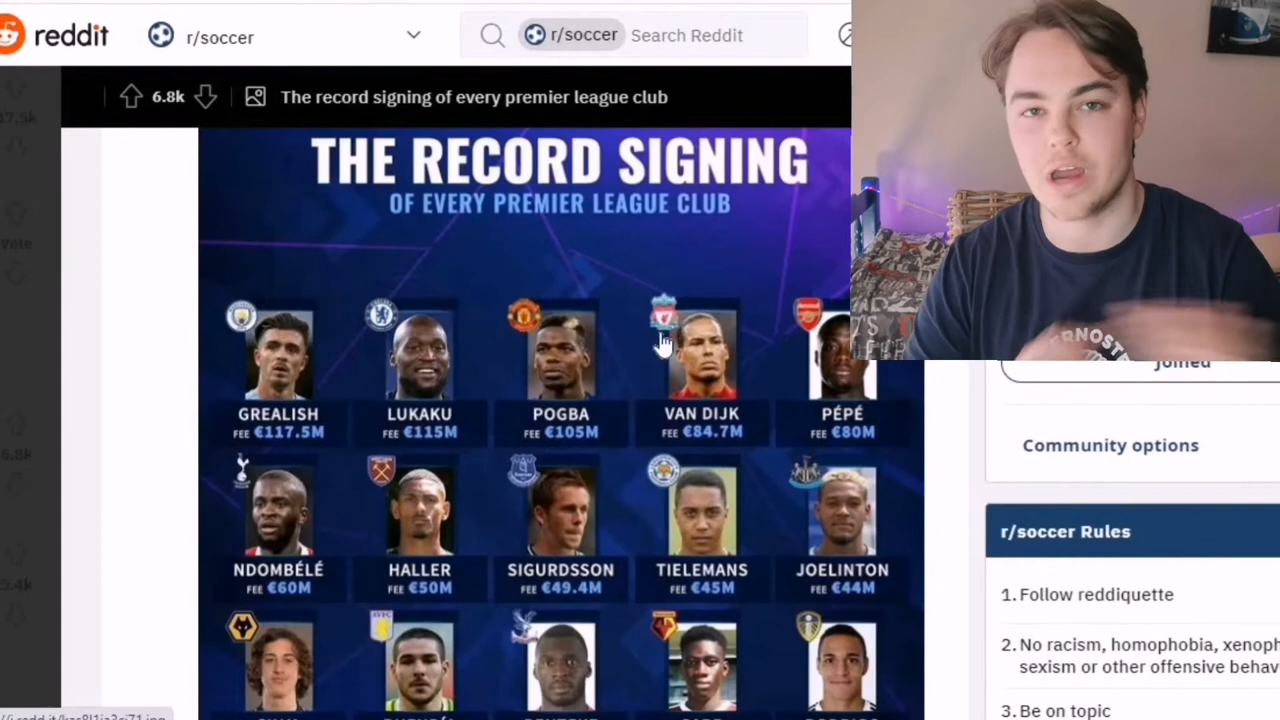 reddit
r/soccer
r/soccer Search Reddit
6.8k
The record signing of every premier league club
THE RECORD SIGNING
OF EVERY PREMIER LEAGUE CLUB
GREALISH LUKAKU POGBA VAN DIJK PÉPÉ
FEE €117.5M FEE €115M FEE €105M FEE €84.7M FEE €80M
NDOMBÉLÉ HALLER SIGURDSSON TIELEMANS JOELINTON
FEE €60M FEE €50M FEE €49.4M FEE €45M FEE €44M
Joined
Community options
r/soccer Rules
1. Follow reddiquette
2. No racism, homophobia, xenoph
sexism or other offensive behav
3. Be on topic
Vote